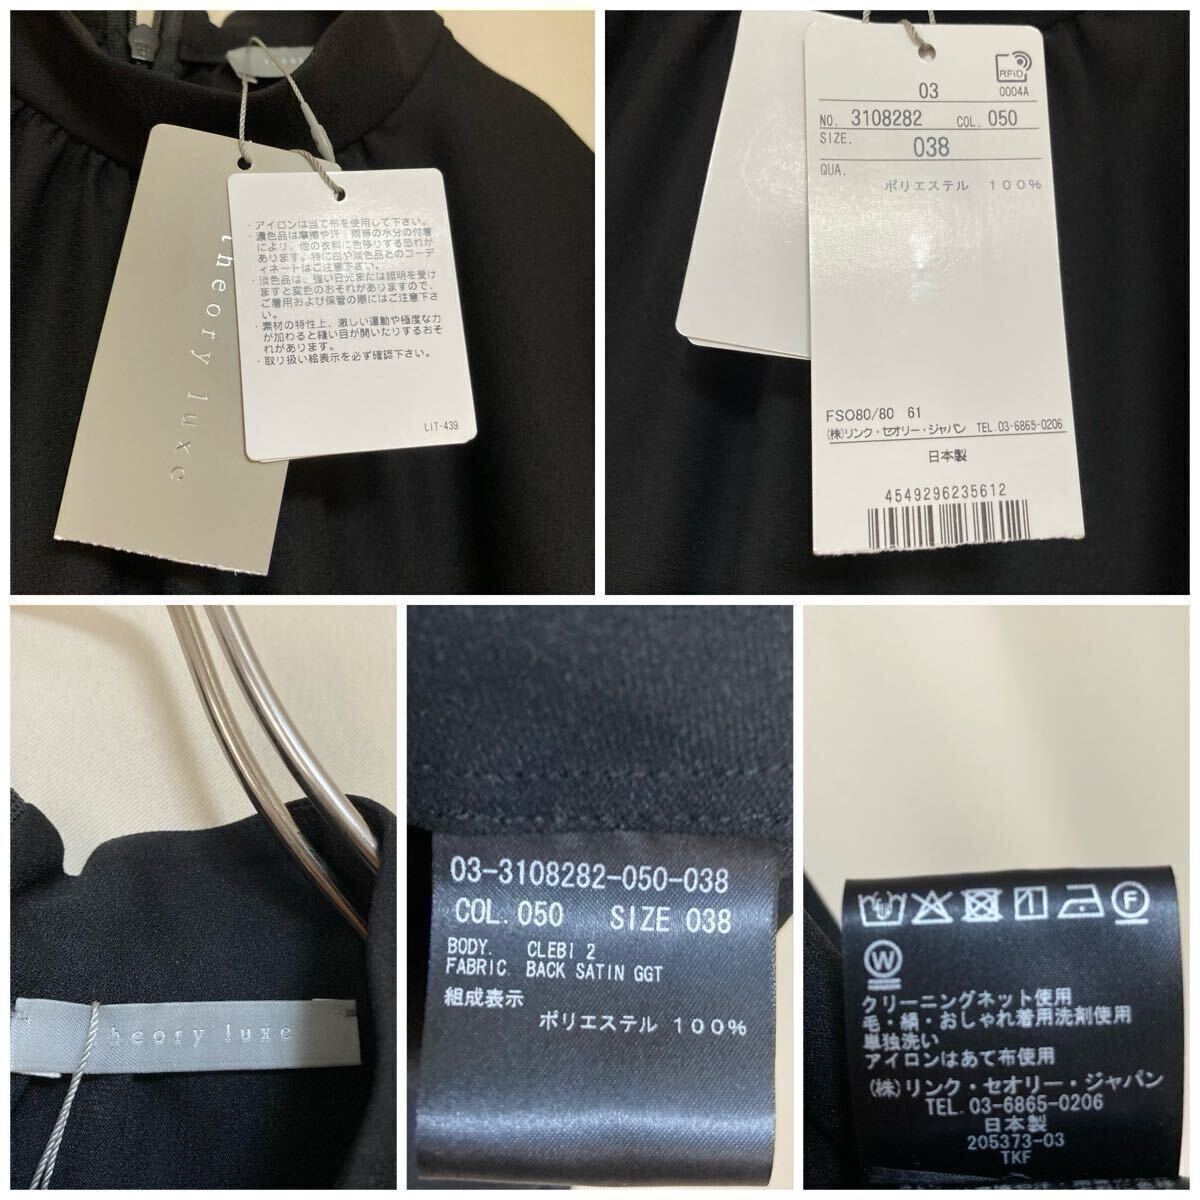 theory luxe
・アイロンは当て布を使用して下さい。
・濃色品は摩擦や汗・雨等の水分の付着
により、他の衣料に色移りする恐れが
あります。特に白や淡色品とのコーデ
ィネートはご注意下さい。
・淡色品は、強い日光または照明を受け
ますと変色のおそれがありますので、
ご着用および保管の際にはご注意下さ
い。
・素材の特性上、激しい運動や極度な力
が加わると縫い目が開いたりするおそ
れがあります。
・取り扱い絵表示を必ず確認下さい。
LIT-439
03
RFiD
0004A
NO. 3108282 COL. 050
SIZE. 038
QUA.
ポリエステル 100%
FSO80/80 61
(株)リンク・セオリー・ジャパン TEL.03-6865-0206
日本製
4549296235612
heory luxe
03-3108282-050-038
COL. 050 SIZE 038
BODY. CLEBI 2
FABRIC BACK SATIN GGT
組成表示
ポリエステル 100%
F
W
クリーニングネット使用
毛・絹・おしゃれ着用洗剤使用
単独洗い
アイロンはあて布使用
(株)リンク・セオリー・ジャパン
TEL.03-6865-0206
日本製
205373-03
TKF